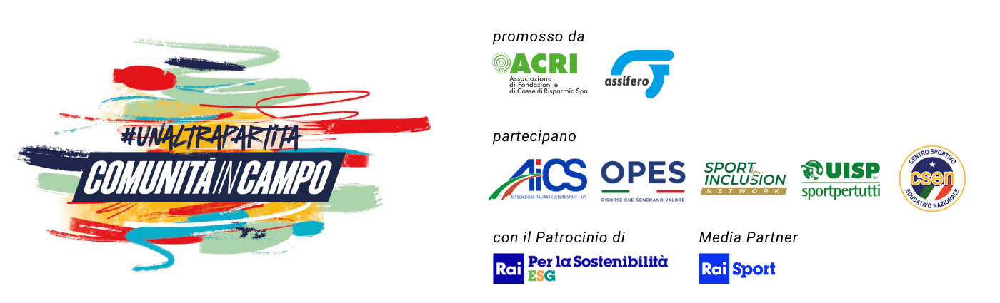 #UNALTRAPARTITA
COMUNITÀ IN CAMPO
promosso da
ACRI
Associazione
di Fondazioni e
di Casse di Risparmio Spa
assifero
partecipano
AiCS
ASSOCIAZIONE ITALIANA CULTURA SPORT - APS
OPES
RISORSE CHE GENERANO VALORE
SPORT for
INCLUSION
NETWORK
UISP
sportpertutti
CENTRO SPORTIVO
csen
EDUCATIVO NAZIONALE
con il Patrocinio di
Rai Per la Sostenibilità
ESG
Media Partner
Rai Sport